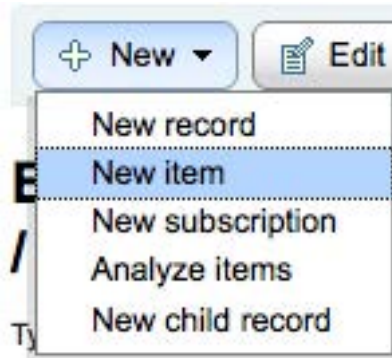 New Edit
New record
New item
New subscription
Analyze items
New child record
/